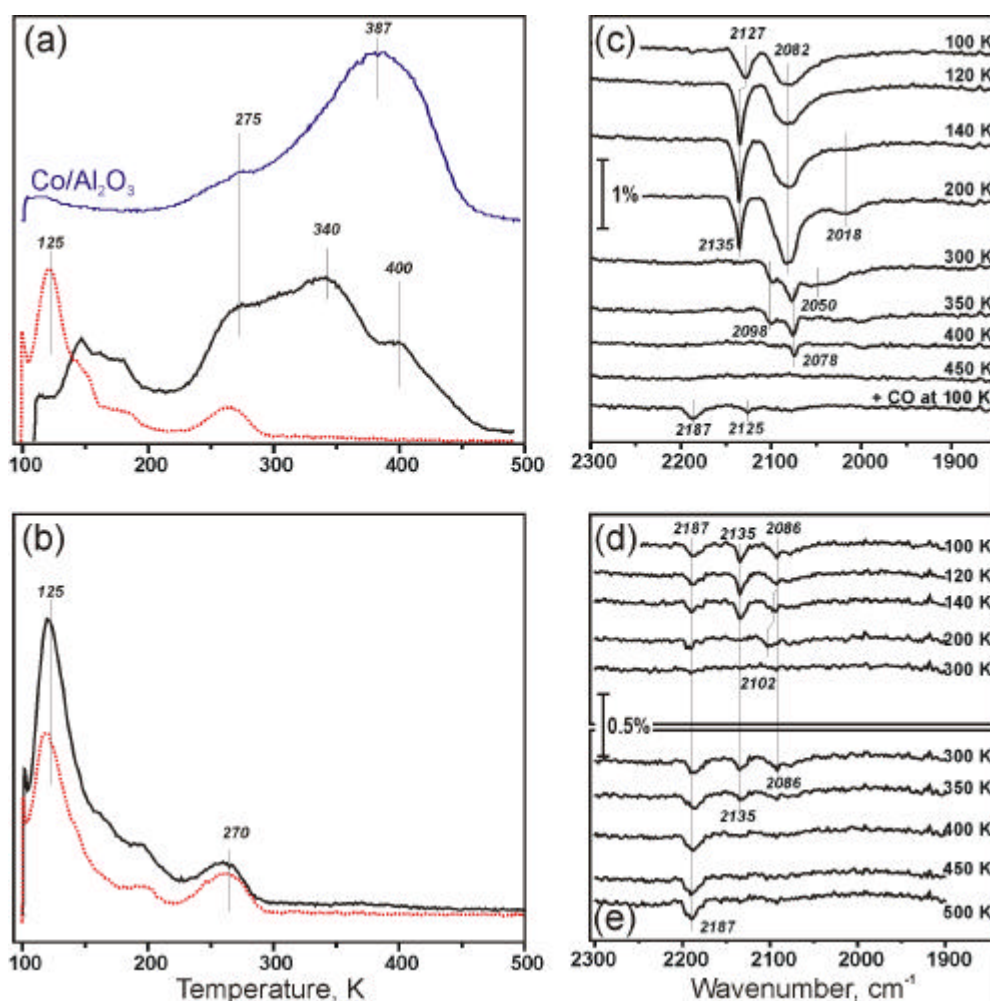 (a)
387
275
Co/Al₂O₃
125
340
400
100 200 300 400 500
(c)
2127
2082
100 K
120 K
140 K
1%
200 K
2135
2018
300 K
2050
2098
350 K
2078
400 K
450 K
+ CO at 100 K
2187
2125
2300 2200 2100 2000 1900
(b)
125
270
100 200 300 400 500
Temperature, K
(d)
2187
2135
2086
100 K
120 K
140 K
200 K
2102
300 K
0.5%
300 K
2086
350 K
2135
400 K
450 K
500 K
(e)
2187
2300 2200 2100 2000 1900
Wavenumber, cm⁻¹